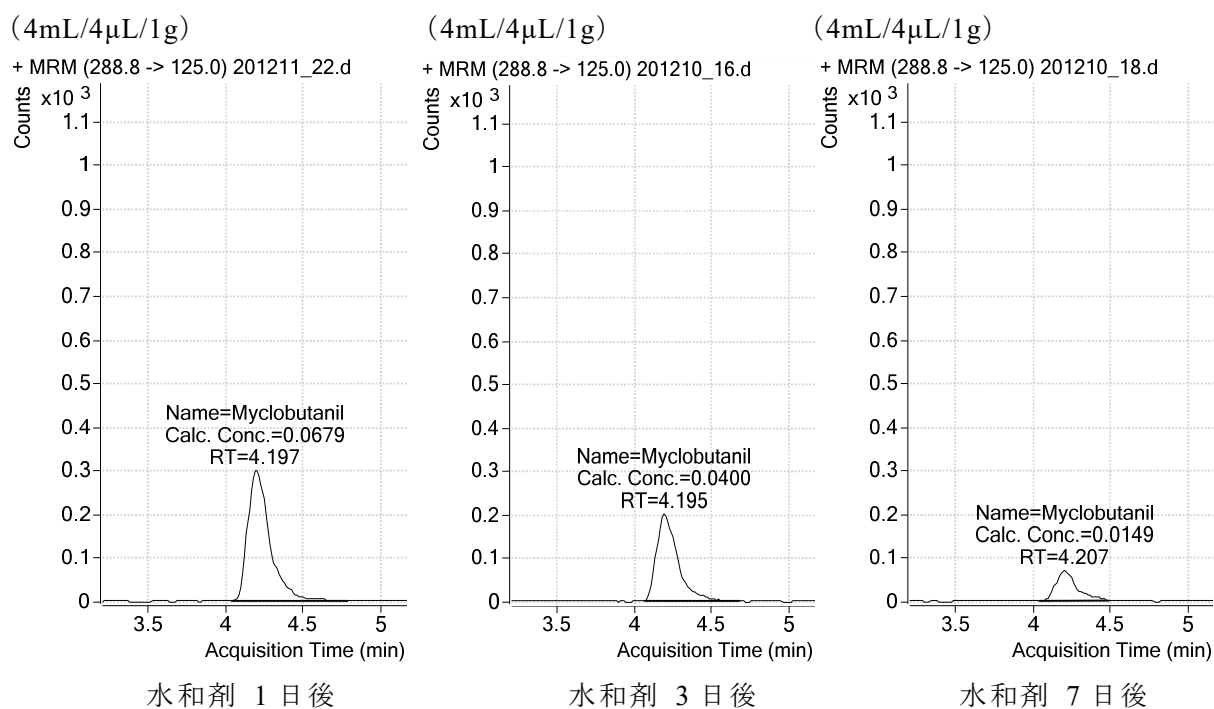 (4mL/4μL/1g)
+ MRM (288.8 -> 125.0) 201211_22.d
Counts
x10 3
1.1
1
0.9
0.8
0.7
0.6
0.5
0.4
0.3
0.2
0.1
0
Name=Myclobutanil
Calc. Conc.=0.0679
RT=4.197
3.5 4 4.5 5
Acquisition Time (min)
水和剤 1 日後
(4mL/4μL/1g)
+ MRM (288.8 -> 125.0) 201210_16.d
Counts
x10 3
1.1
1
0.9
0.8
0.7
0.6
0.5
0.4
0.3
0.2
0.1
0
Name=Myclobutanil
Calc. Conc.=0.0400
RT=4.195
3.5 4 4.5 5
Acquisition Time (min)
水和剤 3 日後
(4mL/4μL/1g)
+ MRM (288.8 -> 125.0) 201210_18.d
Counts
x10 3
1.1
1
0.9
0.8
0.7
0.6
0.5
0.4
0.3
0.2
0.1
0
Name=Myclobutanil
Calc. Conc.=0.0149
RT=4.207
3.5 4 4.5 5
Acquisition Time (min)
水和剤 7 日後